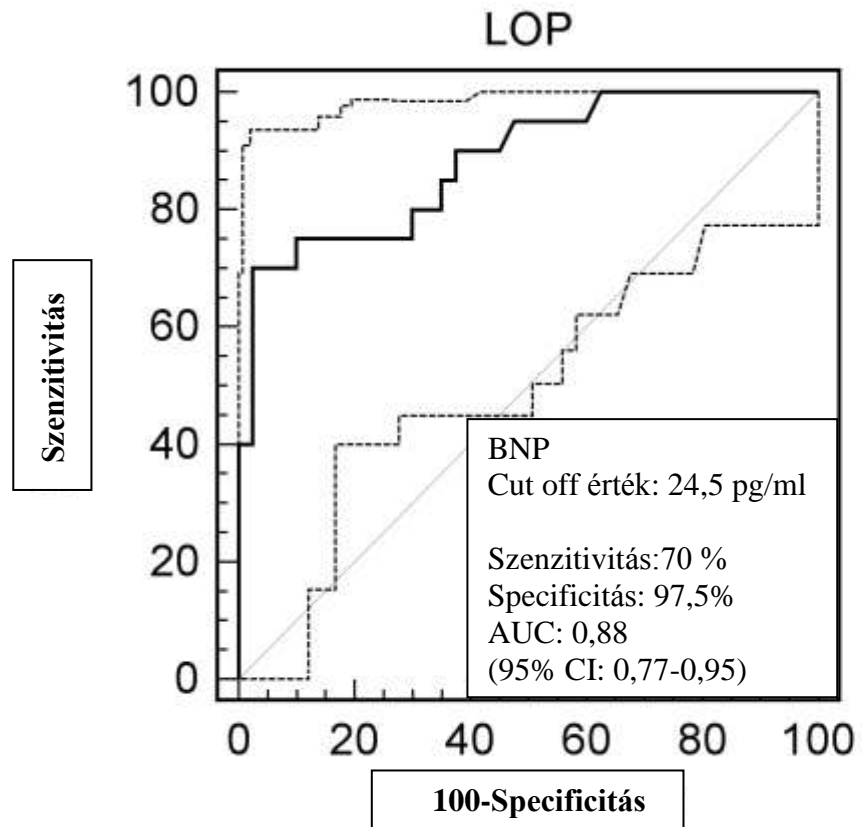 LOP
100
80
60
40
20
0
Szenzitivitás
BNP
Cut off érték: 24,5 pg/ml
Szenzitivitás:70 %
Specificitás: 97,5%
AUC: 0,88
(95% CI: 0,77-0,95)
0 20 40 60 80 100
100-Specificitás